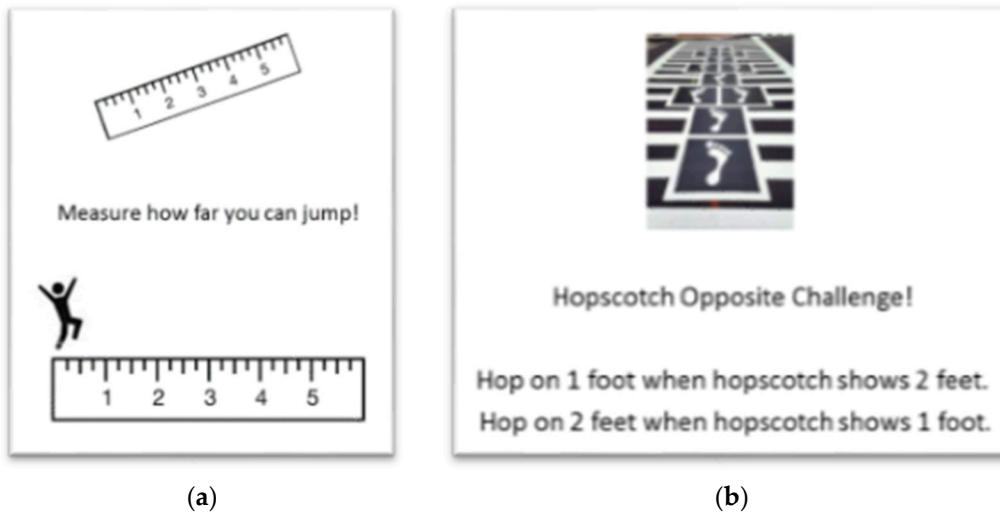 1 2 3 4 5
Measure how far you can jump!
1 2 3 4 5
(a)
Hopscotch Opposite Challenge!
Hop on 1 foot when hopscotch shows 2 feet.
Hop on 2 feet when hopscotch shows 1 foot.
(b)